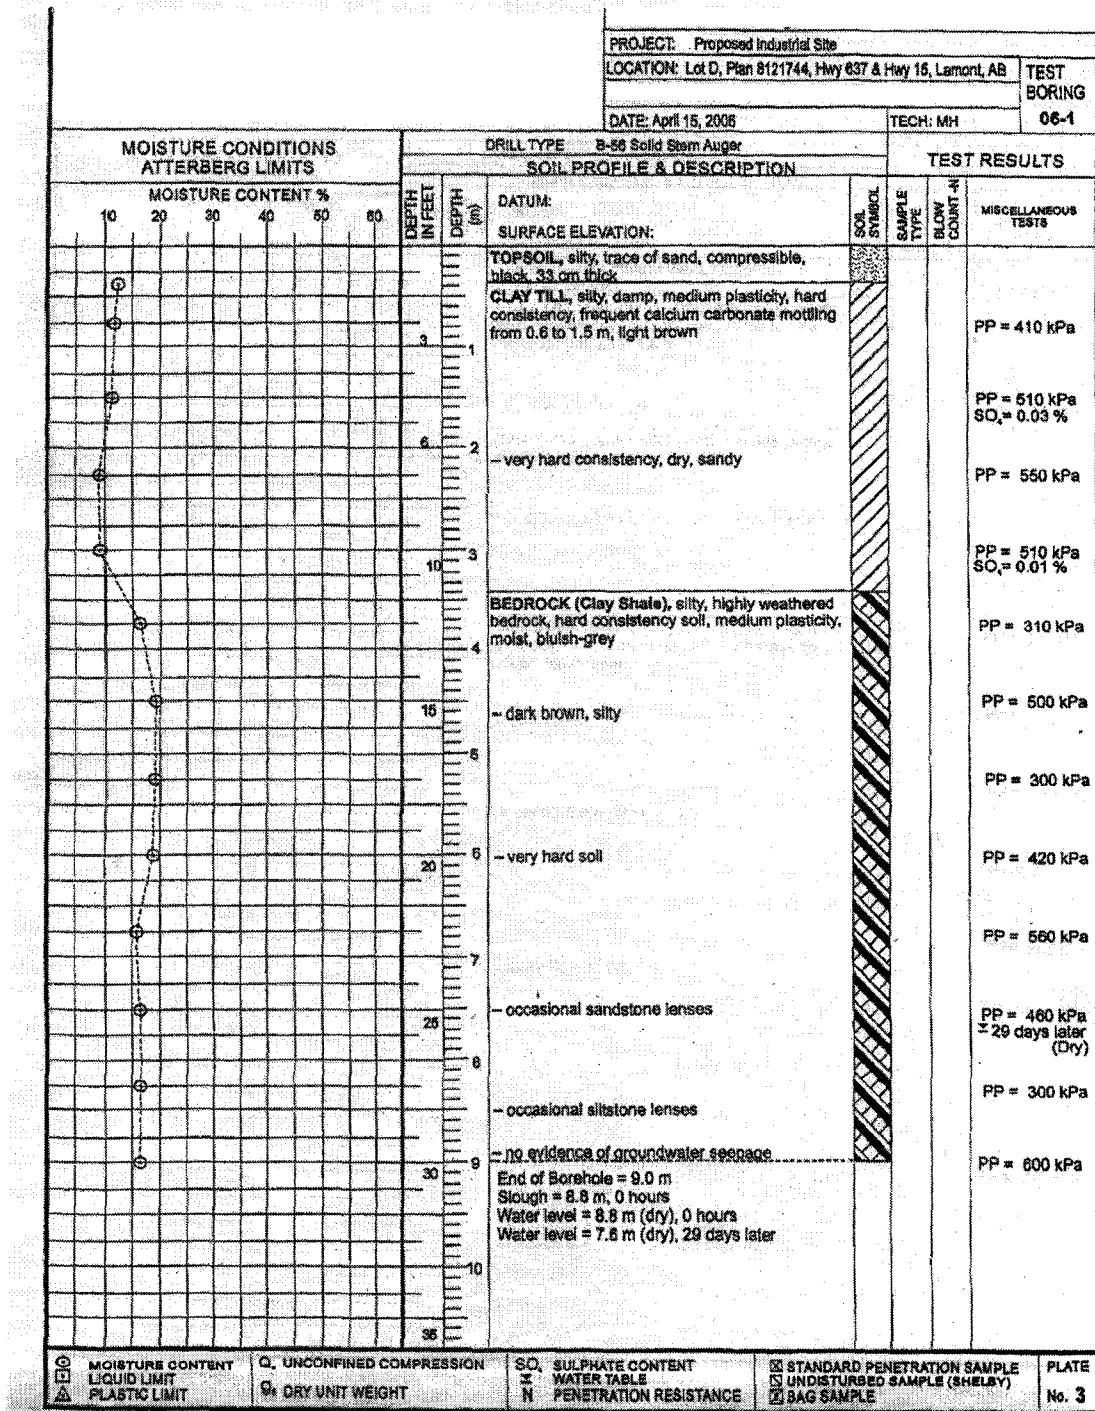 PROJECT: Proposed Industrial Site
LOCATION: Lot D, Plan 8121744, Hwy 637 & Hwy 15, Lamont, AB
TEST
BORING
06-1
DATE: April 15, 2006
TECH: MH
MOISTURE CONDITIONS
ATTERBERG LIMITS
DRILL TYPE B-56 Solid Stem Auger
SOIL PROFILE & DESCRIPTION
TEST RESULTS
MOISTURE CONTENT %
10 20 30 40 50 60
DEPTH
IN FEET
DEPTH
(m)
DATUM:
SURFACE ELEVATION:
SOIL
SYMBOL
SAMPLE
TYPE
BLOW
COUNT -N
MISCELLANEOUS
TESTS
TOPSOIL, silty, trace of sand, compressible,
black, 33 cm thick
CLAY TILL, silty, damp, medium plasticity, hard
consistency, frequent calcium carbonate mottling
from 0.6 to 1.5 m, light brown
PP = 410 kPa
3
1
PP = 510 kPa
SO₄= 0.03 %
6
2
– very hard consistency, dry, sandy
PP = 550 kPa
10
3
PP = 510 kPa
SO₄= 0.01 %
BEDROCK (Clay Shale), silty, highly weathered
bedrock, hard consistency soil, medium plasticity,
moist, bluish-grey
PP = 310 kPa
4
15
– dark brown, silty
PP = 500 kPa
5
PP = 300 kPa
20
6
– very hard soil
PP = 420 kPa
PP = 560 kPa
7
– occasional sandstone lenses
25
PP = 460 kPa
29 days later
(Dry)
8
PP = 300 kPa
– occasional siltstone lenses
– no evidence of groundwater seepage
30
9
PP = 600 kPa
End of Borehole = 9.0 m
Slough = 8.8 m, 0 hours
Water level = 8.8 m (dry), 0 hours
Water level = 7.6 m (dry), 29 days later
10
35
MOISTURE CONTENT
LIQUID LIMIT
PLASTIC LIMIT
UNCONFINED COMPRESSION
DRY UNIT WEIGHT
SO₄ SULPHATE CONTENT
WATER TABLE
N PENETRATION RESISTANCE
STANDARD PENETRATION SAMPLE
UNDISTURBED SAMPLE (SHELBY)
BAG SAMPLE
PLATE
No. 3